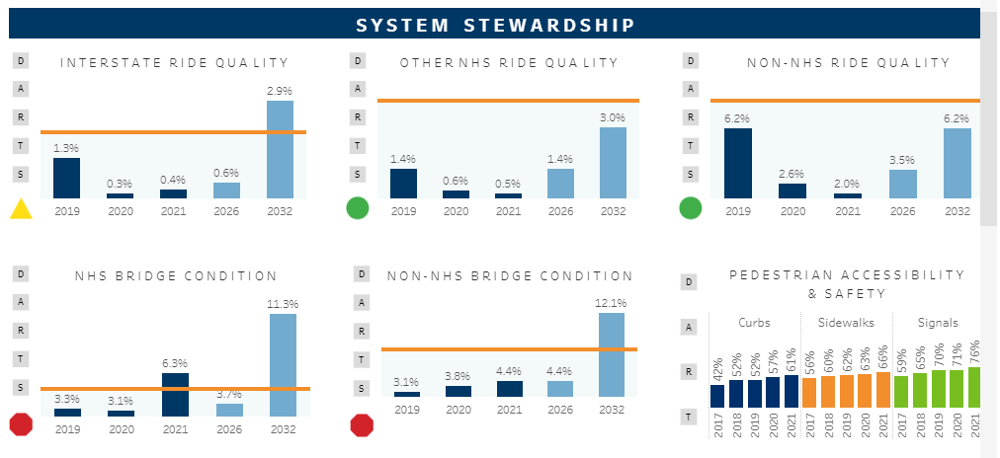 SYSTEM STEWARDSHIP
D
A
R
T
S
INTERSTATE RIDE QUALITY
1.3%
0.3%
0.4%
0.6%
2.9%
2019 2020 2021 2026 2032
D
A
R
T
S
OTHER NHS RIDE QUALITY
1.4%
0.6%
0.5%
1.4%
3.0%
2019 2020 2021 2026 2032
D
A
R
T
S
NON-NHS RIDE QUALITY
6.2%
2.6%
2.0%
3.5%
6.2%
2019 2020 2021 2026 2032
D
A
R
T
S
NHS BRIDGE CONDITION
3.3%
3.1%
6.3%
3.7%
11.3%
2019 2020 2021 2026 2032
D
A
R
T
S
NON-NHS BRIDGE CONDITION
3.1%
3.8%
4.4%
4.4%
12.1%
2019 2020 2021 2026 2032
D
A
R
T
PEDESTRIAN ACCESSIBILITY
& SAFETY
Curbs Sidewalks Signals
42% 52% 52% 57% 61% 56% 60% 62% 63% 66% 59% 65% 70% 71% 76%
2017 2018 2019 2020 2021 2017 2018 2019 2020 2021 2017 2018 2019 2020 2021